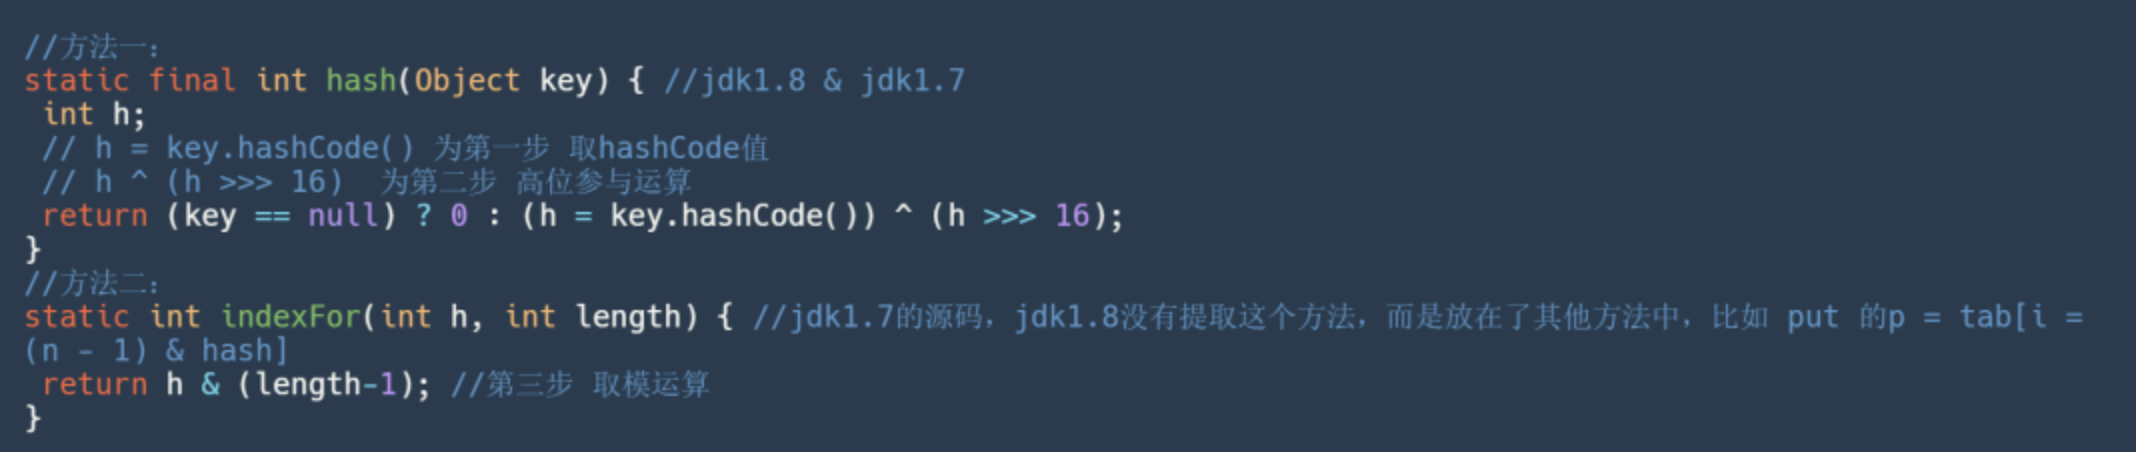 //方法一：
static final int hash(Object key) { //jdk1.8 & jdk1.7
 int h;
 // h = key.hashCode() 为第一步 取hashCode值
 // h ^ (h >>> 16)  为第二步 高位参与运算
 return (key == null) ? 0 : (h = key.hashCode()) ^ (h >>> 16);
}
//方法二：
static int indexFor(int h, int length) { //jdk1.7的源码，jdk1.8没有提取这个方法，而是放在了其他方法中，比如 put 的p = tab[i =
(n - 1) & hash]
 return h & (length-1); //第三步 取模运算
}